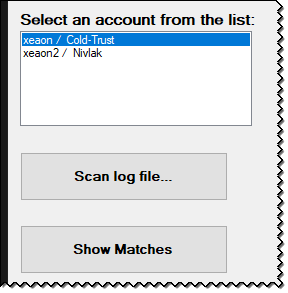 Select an account from the list:
xeaon / Cold-Trust
xeaon2 / Nivlak
Scan log file...
Show Matches